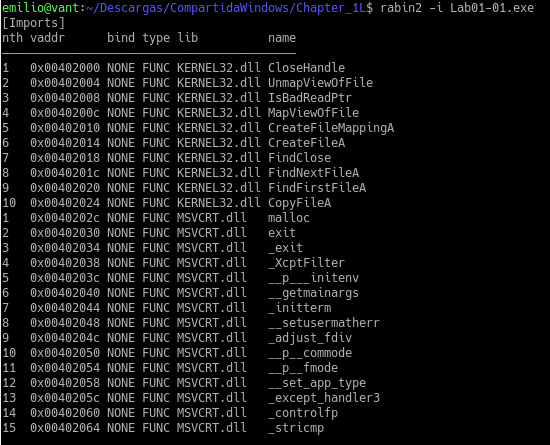 emilio@vant:~/Descargas/CompartidaWindows/Chapter_1L$ rabin2 -i Lab01-01.exe
[Imports]
nth vaddr      bind type lib          name
―――――――――――――――――――――――――――――――――――――――――
1   0x00402000 NONE FUNC KERNEL32.dll CloseHandle
2   0x00402004 NONE FUNC KERNEL32.dll UnmapViewOfFile
3   0x00402008 NONE FUNC KERNEL32.dll IsBadReadPtr
4   0x0040200c NONE FUNC KERNEL32.dll MapViewOfFile
5   0x00402010 NONE FUNC KERNEL32.dll CreateFileMappingA
6   0x00402014 NONE FUNC KERNEL32.dll CreateFileA
7   0x00402018 NONE FUNC KERNEL32.dll FindClose
8   0x0040201c NONE FUNC KERNEL32.dll FindNextFileA
9   0x00402020 NONE FUNC KERNEL32.dll FindFirstFileA
10  0x00402024 NONE FUNC KERNEL32.dll CopyFileA
1   0x0040202c NONE FUNC MSVCRT.dll   malloc
2   0x00402030 NONE FUNC MSVCRT.dll   exit
3   0x00402034 NONE FUNC MSVCRT.dll   _exit
4   0x00402038 NONE FUNC MSVCRT.dll   _XcptFilter
5   0x0040203c NONE FUNC MSVCRT.dll   __p___initenv
6   0x00402040 NONE FUNC MSVCRT.dll   __getmainargs
7   0x00402044 NONE FUNC MSVCRT.dll   _initterm
8   0x00402048 NONE FUNC MSVCRT.dll   __setusermatherr
9   0x0040204c NONE FUNC MSVCRT.dll   _adjust_fdiv
10  0x00402050 NONE FUNC MSVCRT.dll   __p__commode
11  0x00402054 NONE FUNC MSVCRT.dll   __p__fmode
12  0x00402058 NONE FUNC MSVCRT.dll   __set_app_type
13  0x0040205c NONE FUNC MSVCRT.dll   _except_handler3
14  0x00402060 NONE FUNC MSVCRT.dll   _controlfp
15  0x00402064 NONE FUNC MSVCRT.dll   _stricmp